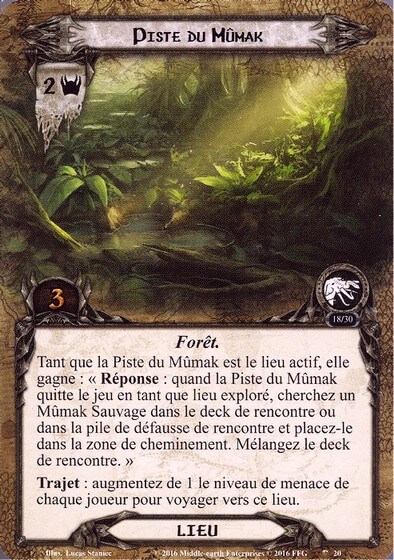 Piste du Mûmak
2
3
18/30
Forêt.
Tant que la Piste du Mûmak est le lieu actif, elle
gagne : « Réponse : quand la Piste du Mûmak
quitte le jeu en tant que lieu exploré, cherchez un
Mûmak Sauvage dans le deck de rencontre ou
dans la pile de défausse de rencontre et placez-le
dans la zone de cheminement. Mélangez le deck
de rencontre. »
Trajet : augmentez de 1 le niveau de menace de
chaque joueur pour voyager vers ce lieu.
LIEU
Illus. Lucas Staniec
2016 Middle-earth Enterprises © 2016 FFG
20